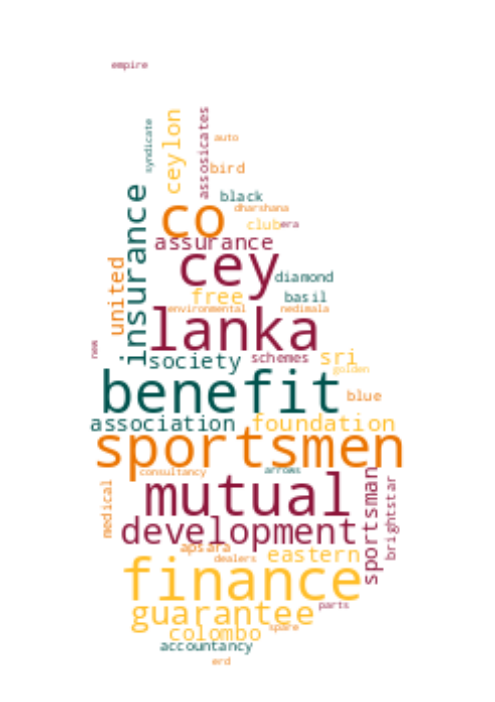 empire
syndicate
ceylon
assosicates
auto
bird
insurance
black
dharshana
co
club
era
assurance
cey
diamond
united
free
basil
environmental
nedimala
lanka
new
society
schemes
sri
golden
benefit
blue
association
foundation
sportsmen
consultancy
arrows
sportsman
medical
mutual
brightstar
development
apsara
eastern
dealers
finance
guarantee
parts
colombo
spare
accountancy
erd